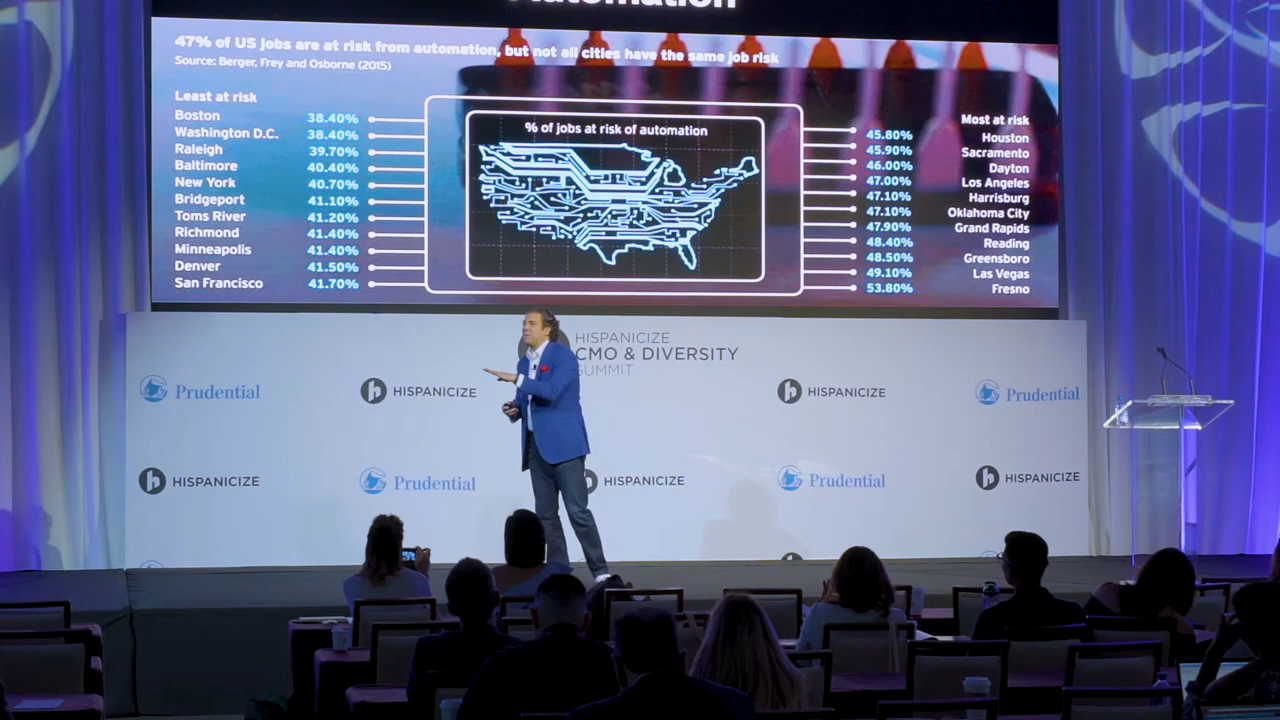 Automation
47% of US jobs are at risk from automation, but not all cities have the same job risk
Source: Berger, Frey and Osborne (2015)
Least at risk
Boston 38.40%
Washington D.C. 38.40%
Raleigh 39.70%
Baltimore 40.40%
New York 40.70%
Bridgeport 41.10%
Toms River 41.20%
Richmond 41.40%
Minneapolis 41.40%
Denver 41.50%
San Francisco 41.70%
% of jobs at risk of automation
Most at risk
45.80% Houston
45.90% Sacramento
46.00% Dayton
47.00% Los Angeles
47.10% Harrisburg
47.10% Oklahoma City
47.90% Grand Rapids
48.40% Reading
48.50% Greensboro
49.10% Las Vegas
53.80% Fresno
HISPANICIZE
CMO & DIVERSITY
SUMMIT
Prudential
HISPANICIZE
HISPANICIZE
Prudential
HISPANICIZE
Prudential
HISPANICIZE
Prudential
HISPANICIZE